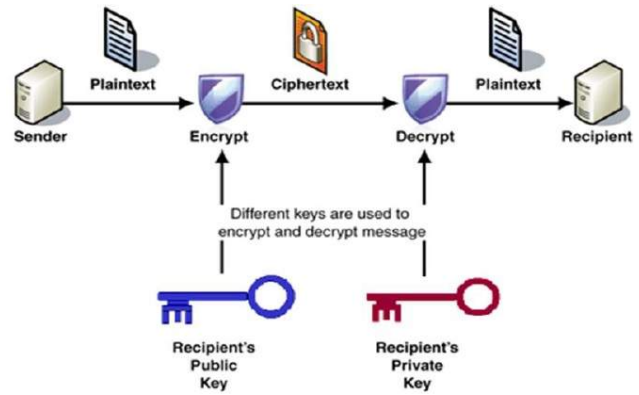 Plaintext
Ciphertext
Plaintext
Sender
Encrypt
Decrypt
Recipient
Different keys are used to
encrypt and decrypt message
Recipient's
Public
Key
Recipient's
Private
Key